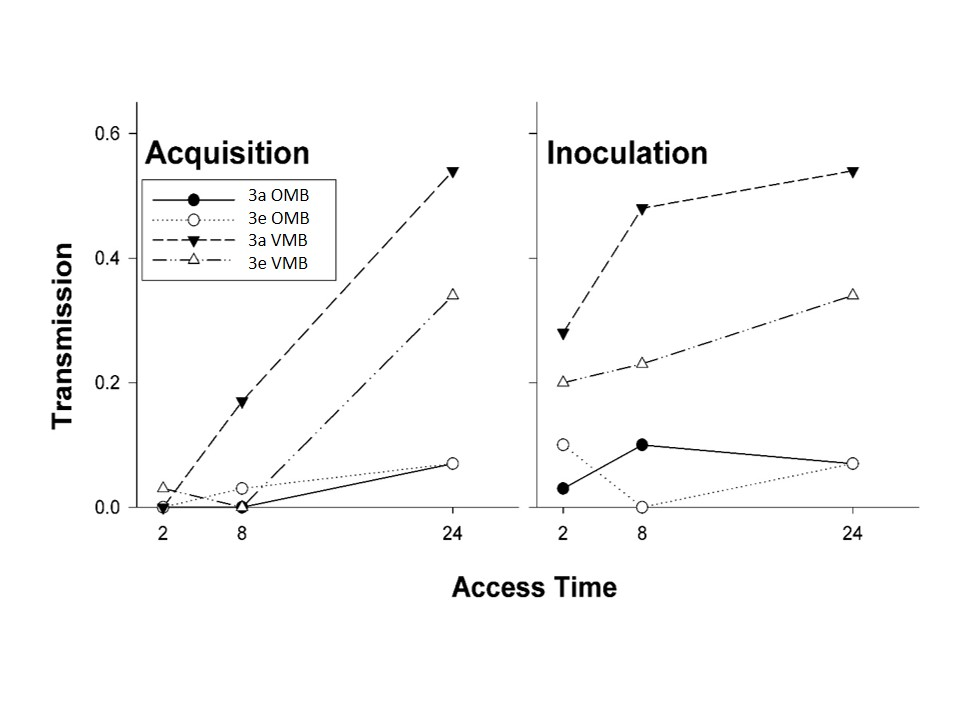 Acquisition
Inoculation
3a OMB
3e OMB
3a VMB
3e VMB
Transmission
0.6
0.4
0.2
0.0
2 8 24
2 8 24
Access Time